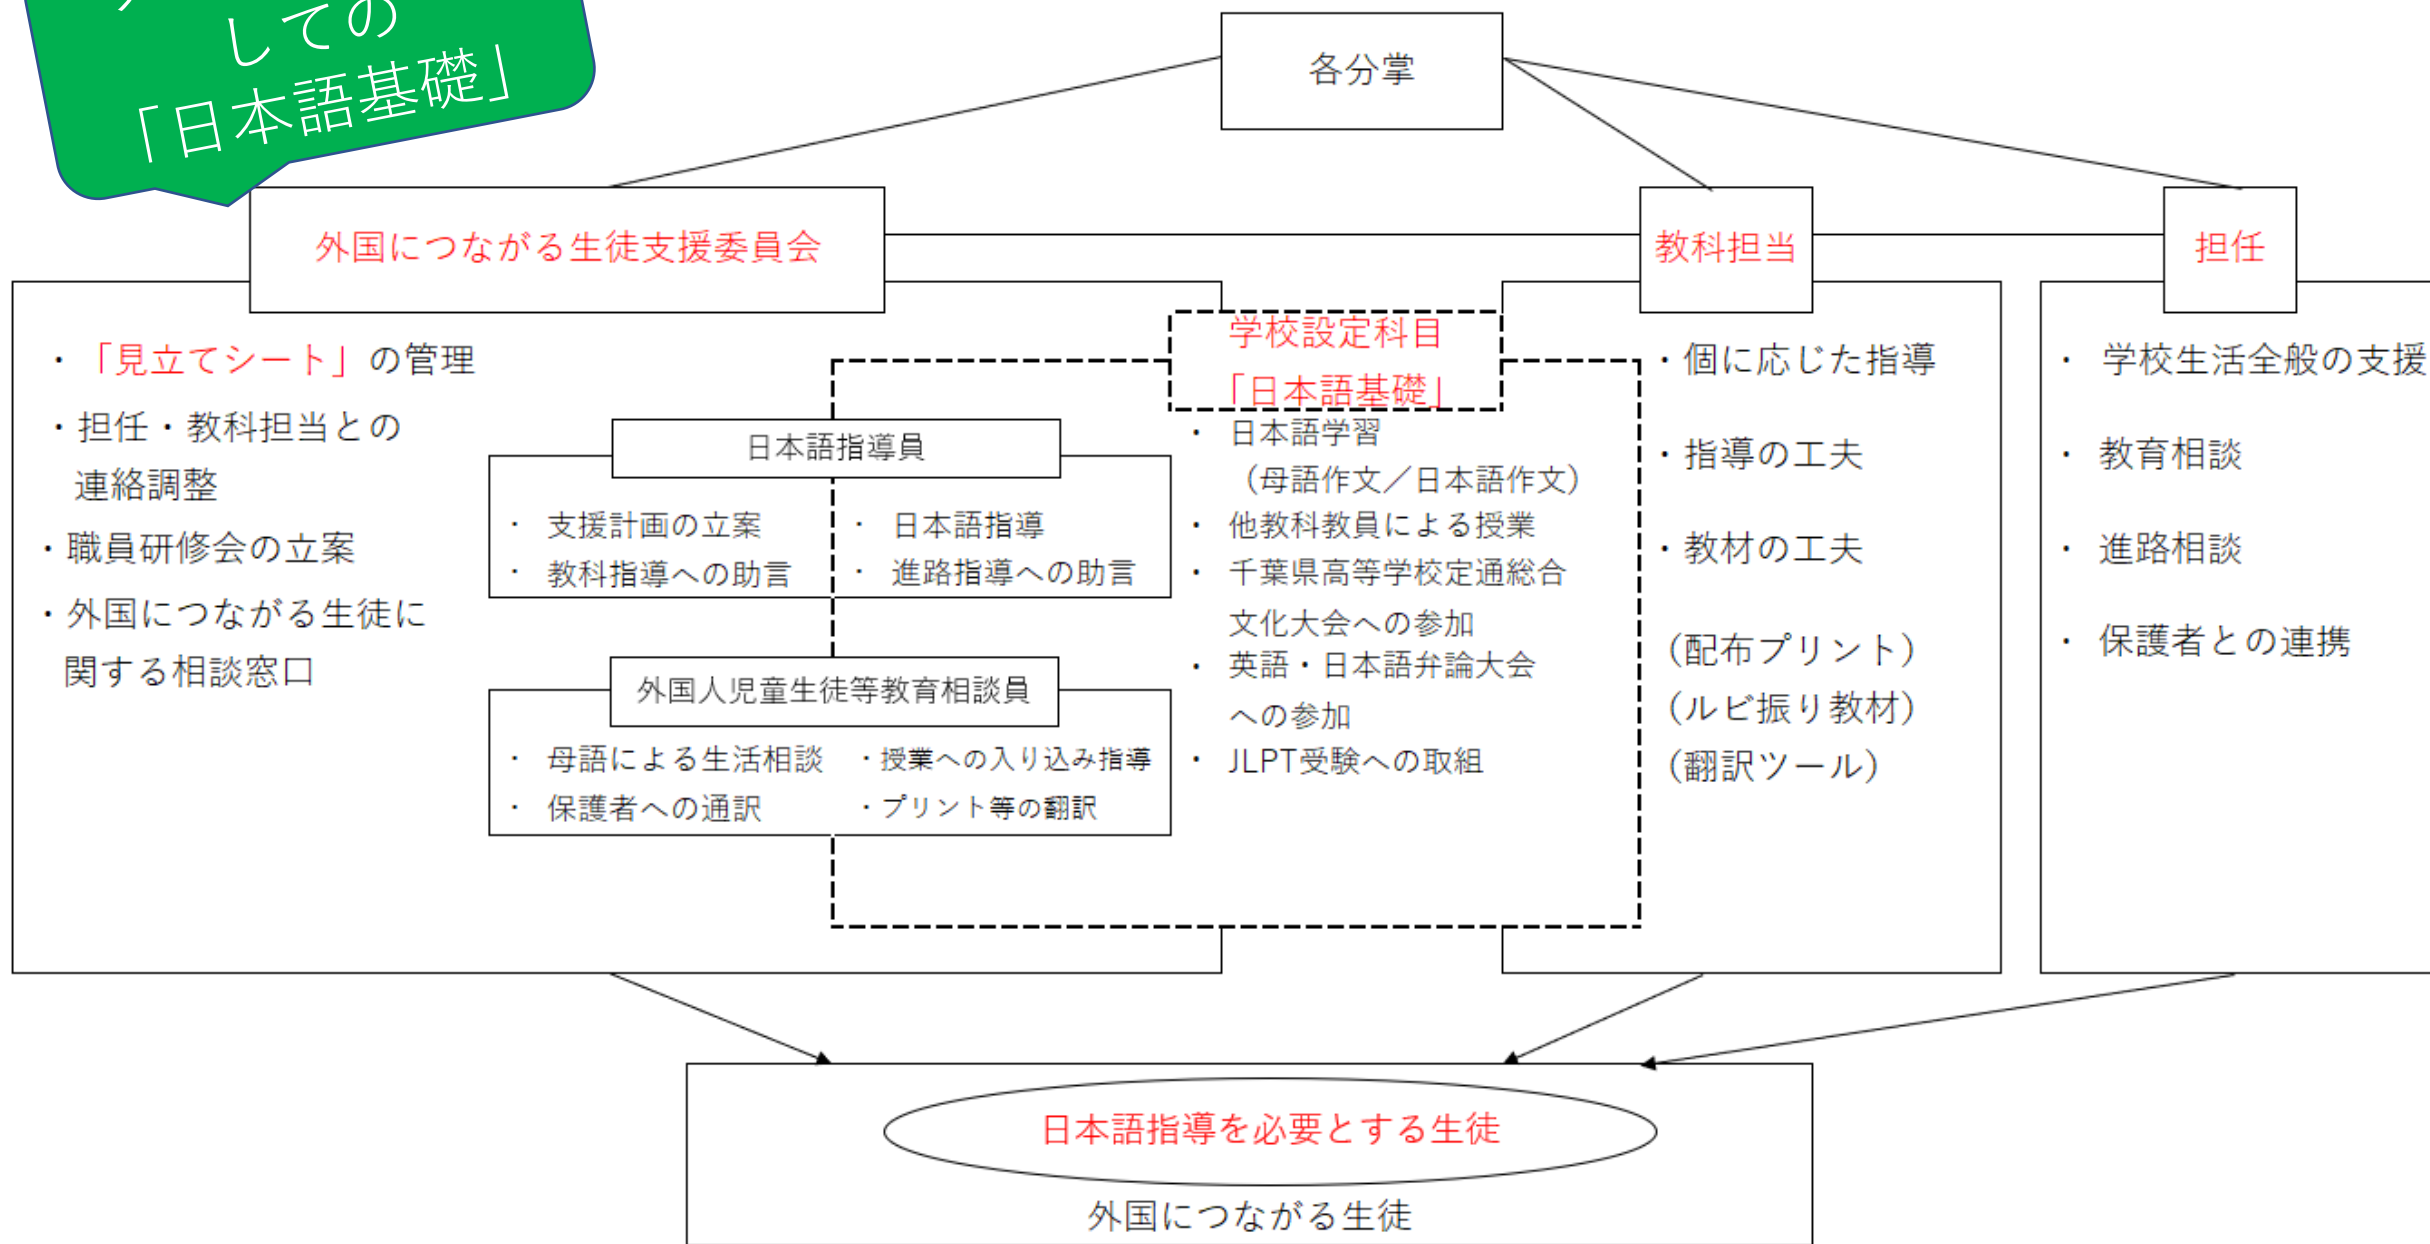 しての
「日本語基礎」
各分掌
外国につながる生徒支援委員会
教科担当
担任
・「見立てシート」の管理
・担任・教科担当との
連絡調整
・職員研修会の立案
・外国につながる生徒に
関する相談窓口
日本語指導員
・ 支援計画の立案
・ 教科指導への助言
・ 日本語指導
・ 進路指導への助言
外国人児童生徒等教育相談員
・ 母語による生活相談
・ 保護者への通訳
・授業への入り込み指導
・プリント等の翻訳
学校設定科目
「日本語基礎」
・ 日本語学習
（母語作文／日本語作文）
・ 他教科教員による授業
・ 千葉県高等学校定通総合
文化大会への参加
・ 英語・日本語弁論大会
への参加
・ JLPT受験への取組
・個に応じた指導
・指導の工夫
・教材の工夫
（配布プリント）
（ルビ振り教材）
（翻訳ツール）
・ 学校生活全般の支援
・ 教育相談
・ 進路相談
・ 保護者との連携
日本語指導を必要とする生徒
外国につながる生徒